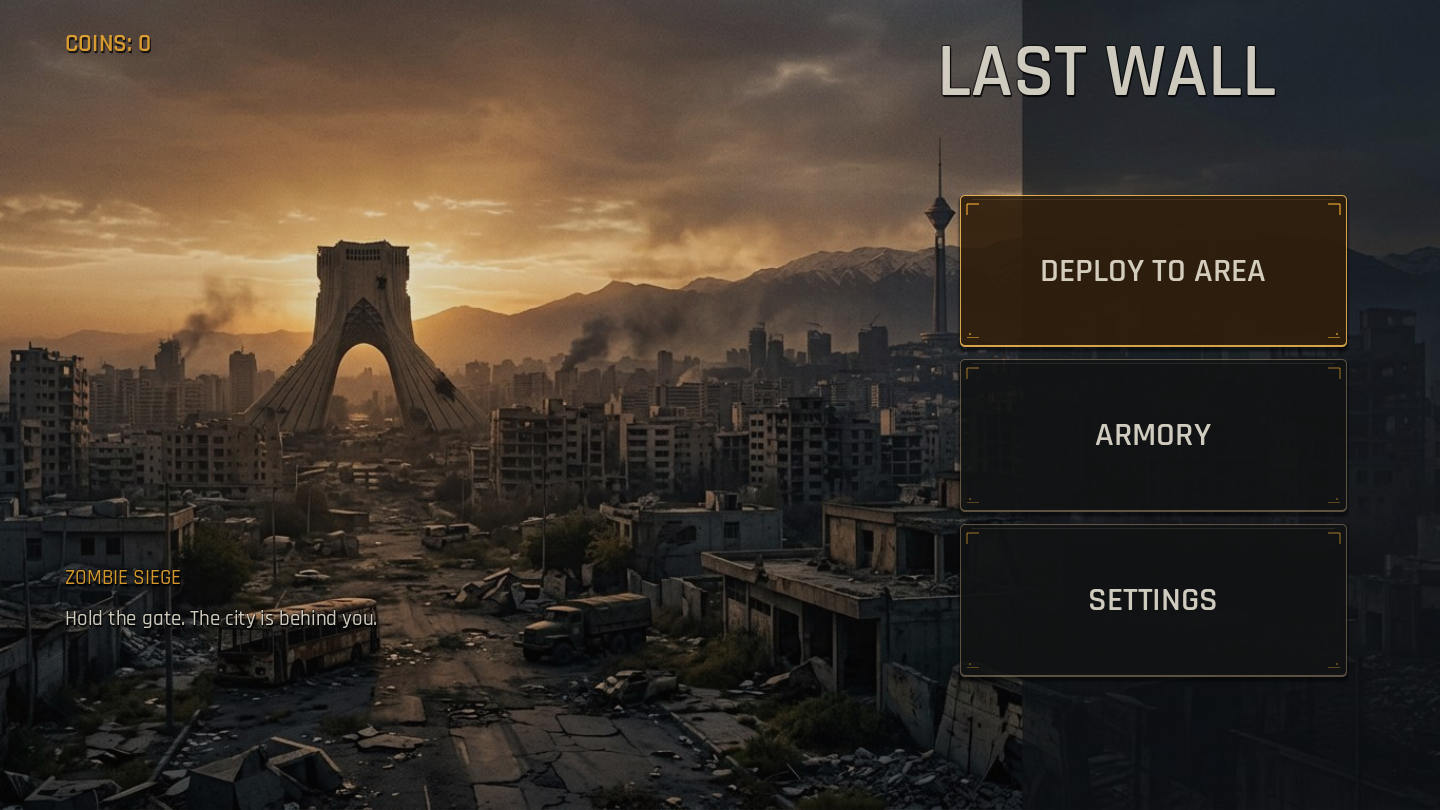 COINS: 0
LAST WALL
DEPLOY TO AREA
ARMORY
SETTINGS
ZOMBIE SIEGE
Hold the gate. The city is behind you.